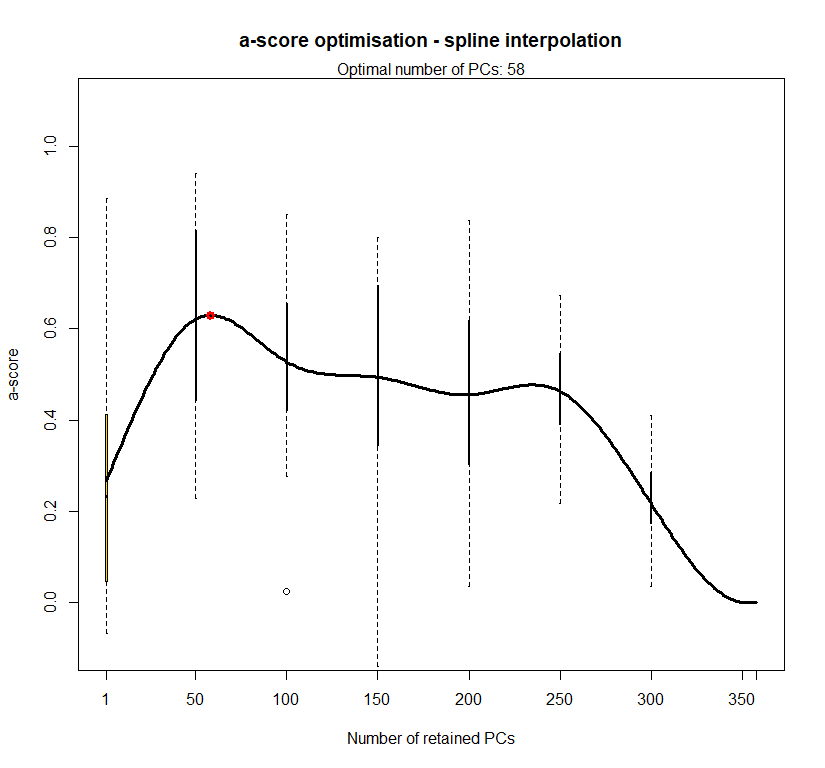 a-score optimisation - spline interpolation
Optimal number of PCs: 58
1.0
0.8
0.6
0.4
0.2
0.0
a-score
1 50 100 150 200 250 300 350
Number of retained PCs